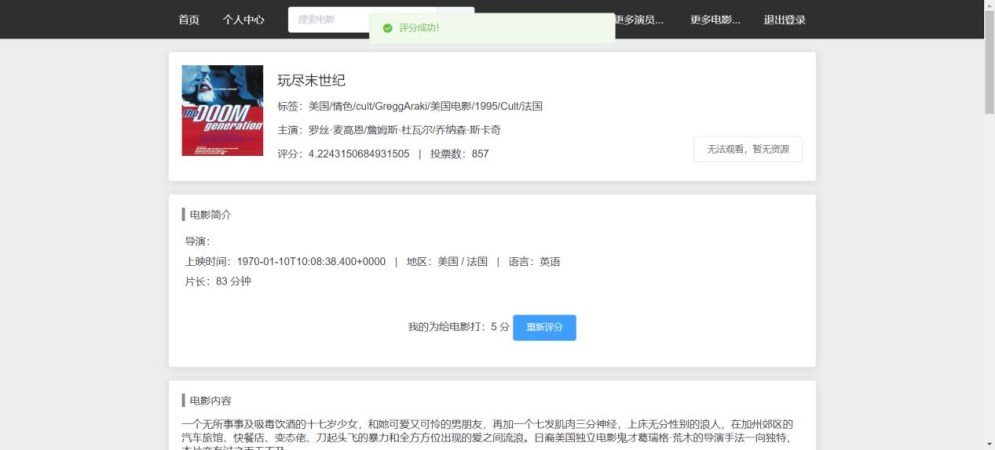 首页 个人中心 搜索电影 更多演员... 更多电影... 退出登录
评分成功!
玩尽末世纪
标签：美国/情色/cult/GreggAraki/美国电影/1995/Cult/法国
主演：罗丝·麦高恩/詹姆斯·杜瓦尔/乔纳森·斯卡奇
评分：4.2243150684931505 | 投票数：857
无法观看，暂无资源
the DOOM
generation
电影简介
导演：
上映时间：1970-01-10T10:08:38.400+0000 | 地区：美国 / 法国 | 语言：英语
片长：83 分钟
我的为给电影打：5 分 重新评分
电影内容
一个无所事事及吸毒饮酒的十七岁少女，和她可爱又可怜的男朋友，再加一个七发肌肉三分神经，上床无分性别的浪人，在加州郊区的
汽车旅馆、快餐店、变态佬、刀起头飞的暴力和全方方位出现的爱之间流浪。日裔美国独立电影鬼才葛瑞格·荒木的导演手法一向独特，